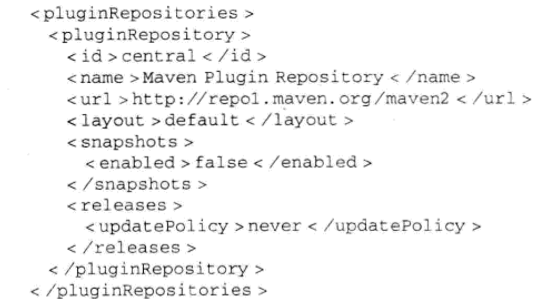 <pluginRepositories>
<pluginRepository>
<id>central</id>
<name>Maven Plugin Repository</name>
<url>http://repo1.maven.org/maven2</url>
<layout>default</layout>
<snapshots>
<enabled>false</enabled>
</snapshots>
<releases>
<updatePolicy>never</updatePolicy>
</releases>
</pluginRepository>
</pluginRepositories>